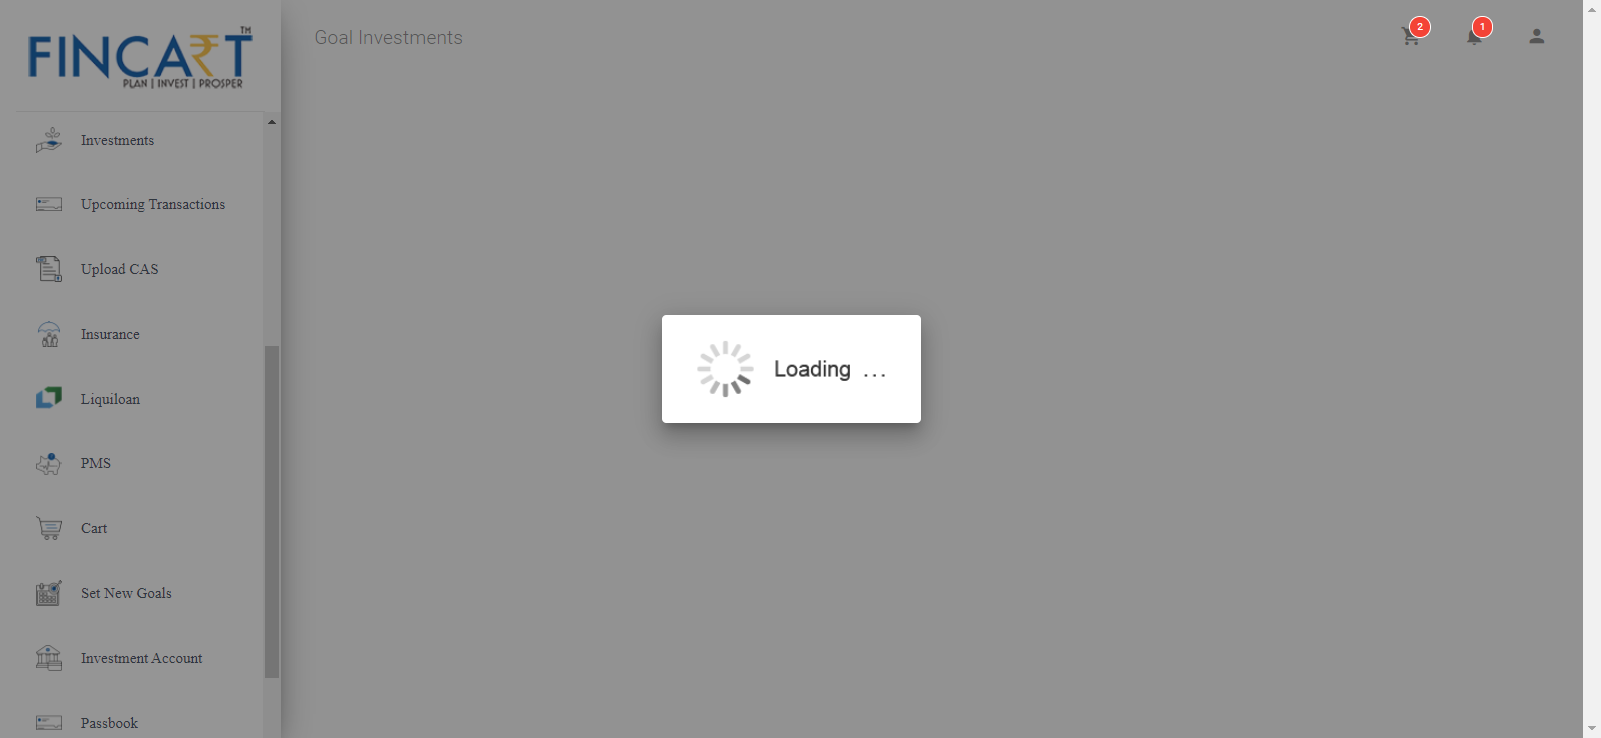 FINCART TM
PLAN | INVEST | PROSPER
Goal Investments
2
1
Investments
Upcoming Transactions
Upload CAS
Insurance
Liquiloan
PMS
Cart
Set New Goals
Investment Account
Passbook
Loading ...